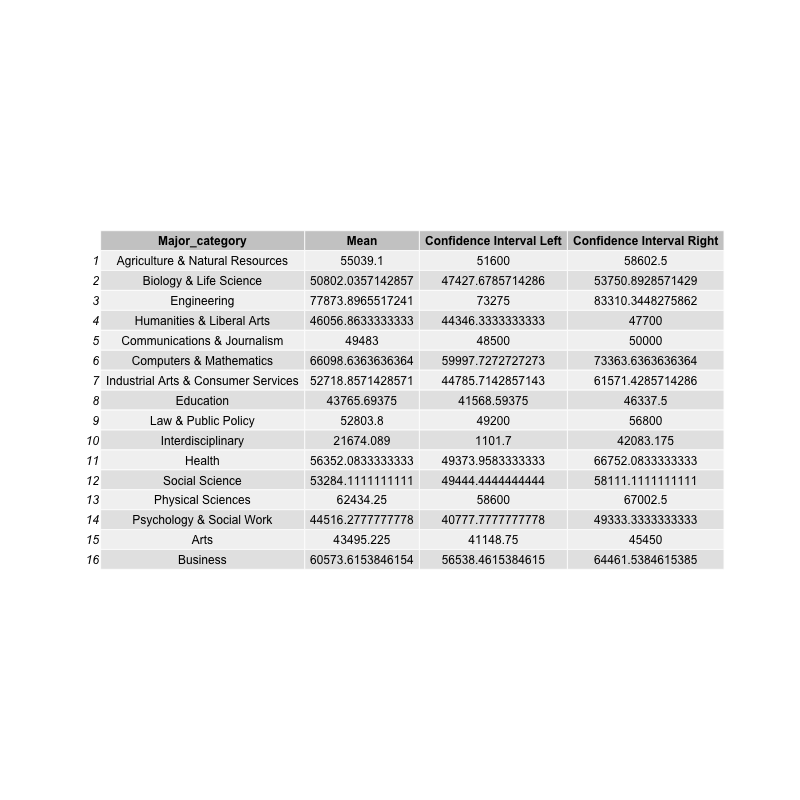 Major_category Mean Confidence Interval Left Confidence Interval Right
1 Agriculture & Natural Resources 55039.1 51600 58602.5
2 Biology & Life Science 50802.0357142857 47427.6785714286 53750.8928571429
3 Engineering 77873.8965517241 73275 83310.3448275862
4 Humanities & Liberal Arts 46056.8633333333 44346.3333333333 47700
5 Communications & Journalism 49483 48500 50000
6 Computers & Mathematics 66098.6363636364 59997.7272727273 73363.6363636364
7 Industrial Arts & Consumer Services 52718.8571428571 44785.7142857143 61571.4285714286
8 Education 43765.69375 41568.59375 46337.5
9 Law & Public Policy 52803.8 49200 56800
10 Interdisciplinary 21674.089 1101.7 42083.175
11 Health 56352.0833333333 49373.9583333333 66752.0833333333
12 Social Science 53284.1111111111 49444.4444444444 58111.1111111111
13 Physical Sciences 62434.25 58600 67002.5
14 Psychology & Social Work 44516.2777777778 40777.7777777778 49333.3333333333
15 Arts 43495.225 41148.75 45450
16 Business 60573.6153846154 56538.4615384615 64461.5384615385